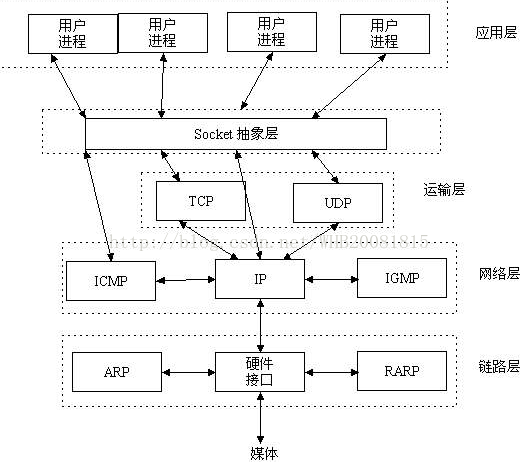 用户
进程
用户
进程
用户
进程
用户
进程
应用层
Socket 抽象层
TCP
UDP
运输层
http://blog.csdn.net/WHB20081815
ICMP
IP
IGMP
网络层
ARP
硬件
接口
RARP
链路层
媒体